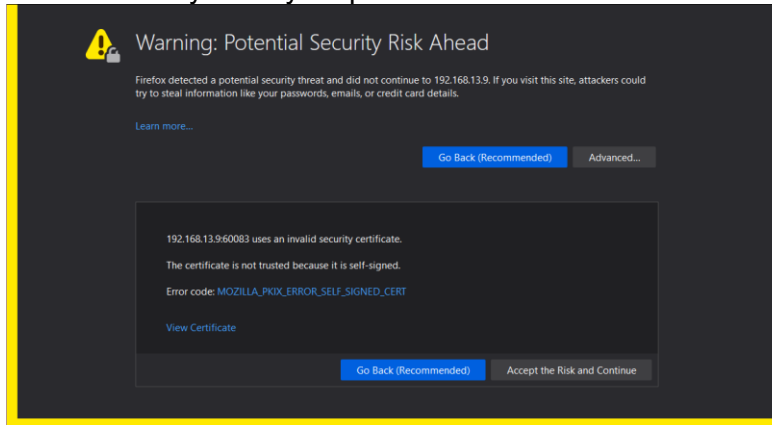 Warning: Potential Security Risk Ahead
Firefox detected a potential security threat and did not continue to 192.168.13.9. If you visit this site, attackers could
try to steal information like your passwords, emails, or credit card details.
Learn more...
Go Back (Recommended) Advanced...
192.168.13.9:60083 uses an invalid security certificate.
The certificate is not trusted because it is self-signed.
Error code: MOZILLA_PKIX_ERROR_SELF_SIGNED_CERT
View Certificate
Go Back (Recommended) Accept the Risk and Continue